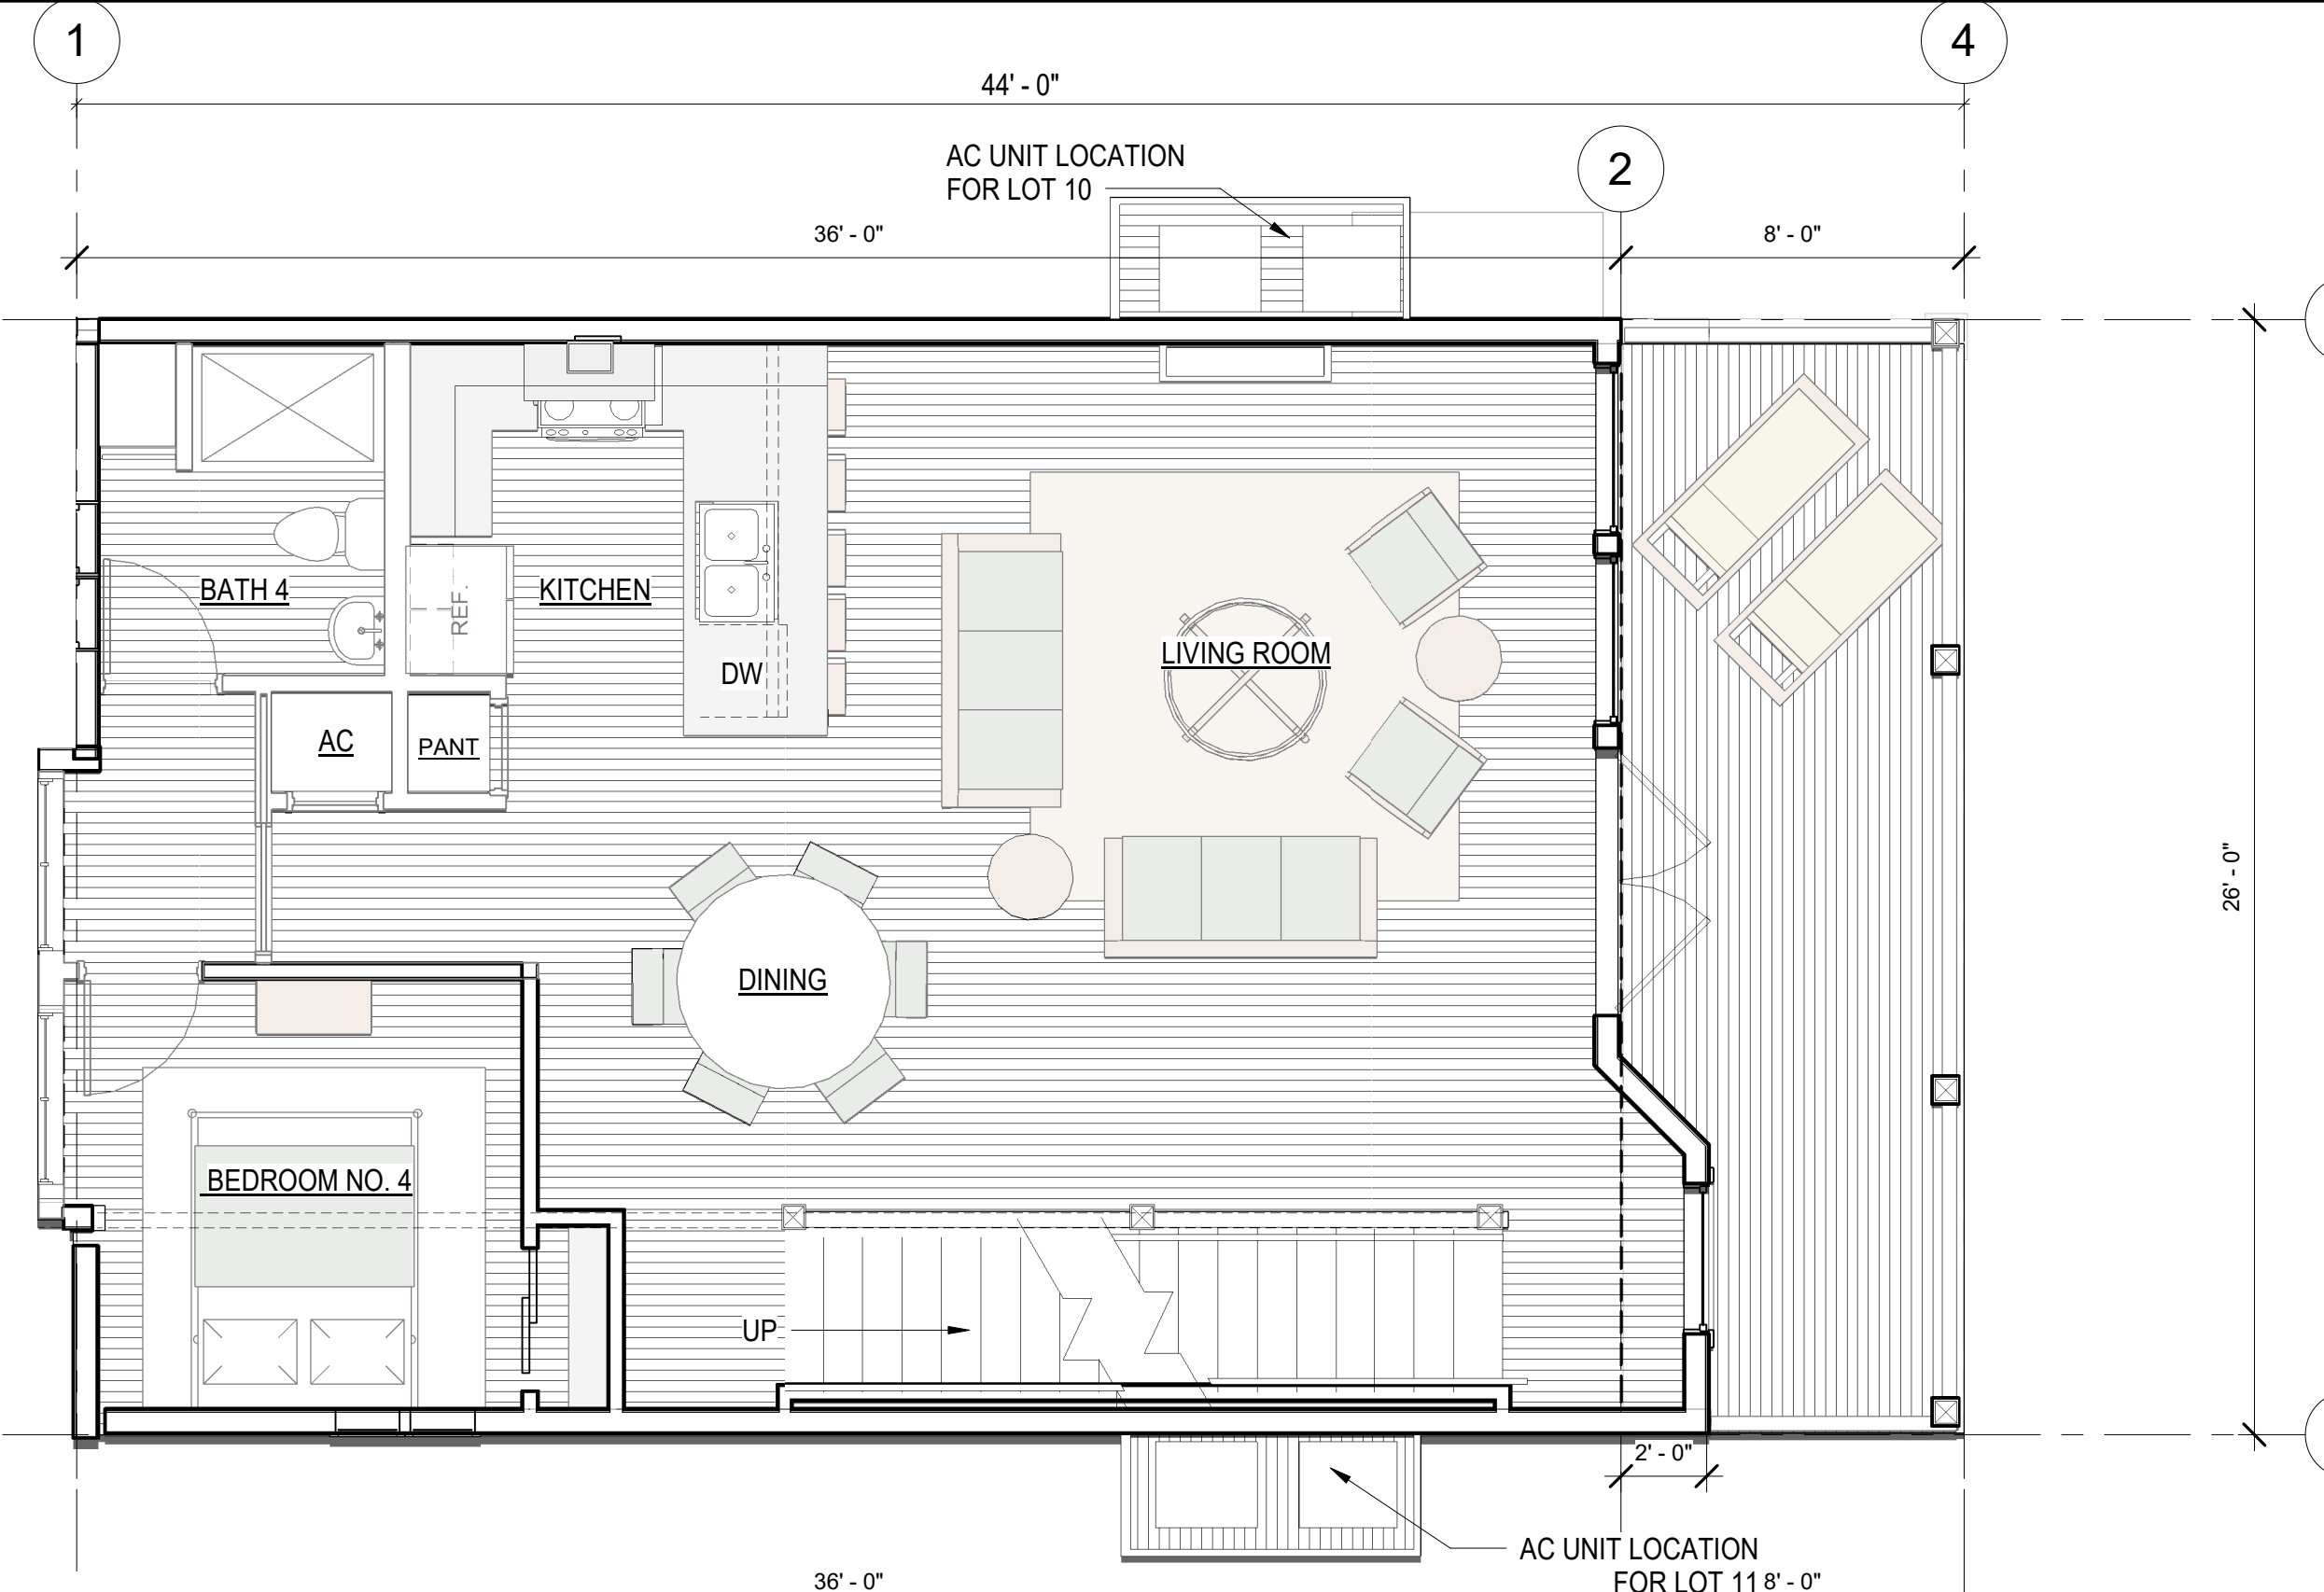 1
4
44' - 0"
AC UNIT LOCATION
FOR LOT 10
2
36' - 0"
8' - 0"
BATH 4
REF.
KITCHEN
LIVING ROOM
DW
AC
PANT
26' - 0"
DINING
BEDROOM NO. 4
UP
2' - 0"
AC UNIT LOCATION
FOR LOT 11
36' - 0"
8' - 0"